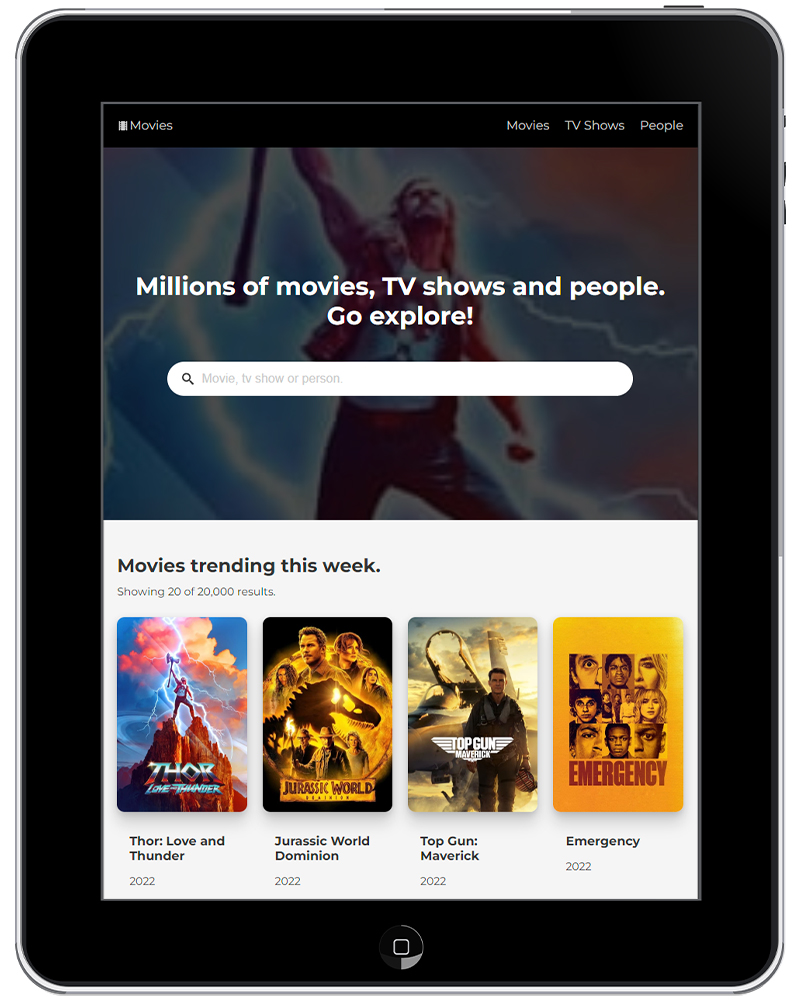 Movies
Movies TV Shows People
Millions of movies, TV shows and people.
Go explore!
Movie, tv show or person.
Movies trending this week.
Showing 20 of 20,000 results.
THOR
LOVE AND THUNDER
JURASSIC WORLD
DOMINION
TOP GUN
MAVERICK
EMERGENCY
Thor: Love and
Thunder
2022
Jurassic World
Dominion
2022
Top Gun:
Maverick
2022
Emergency
2022